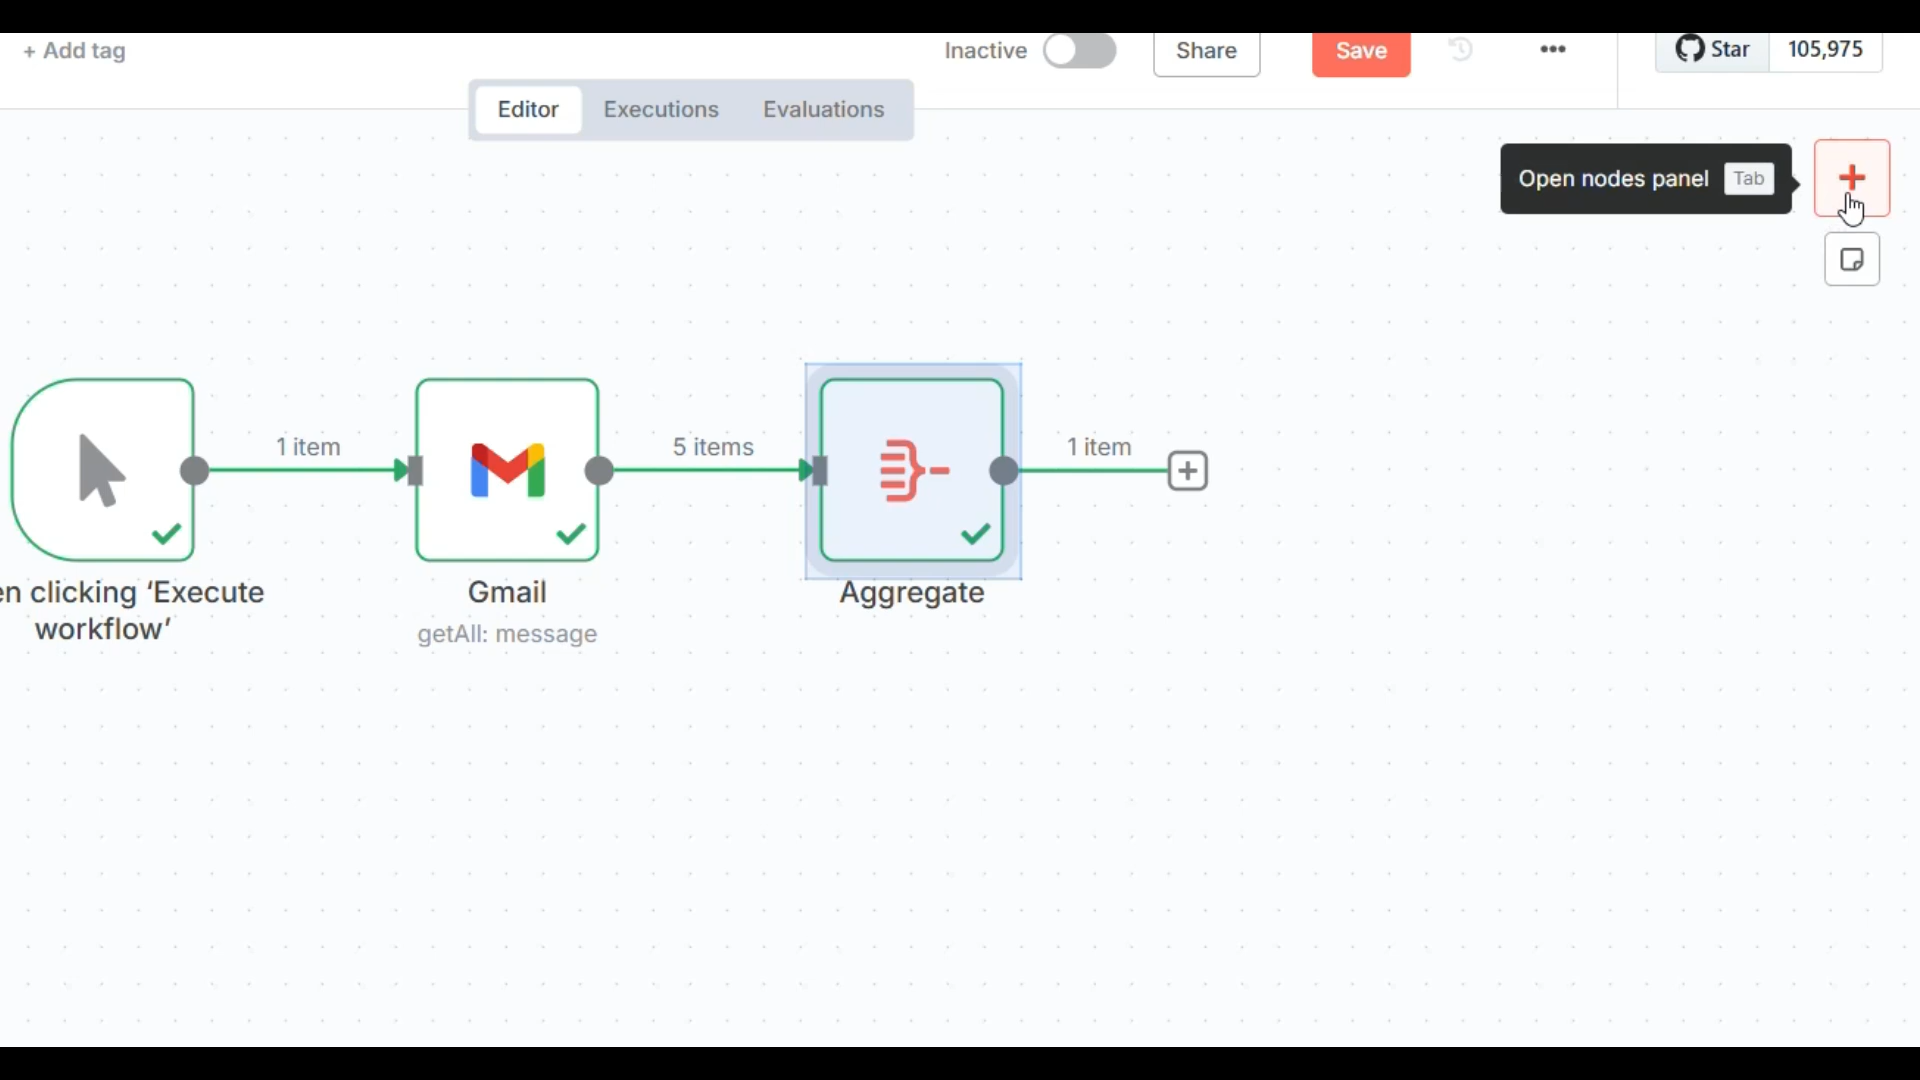 + Add tag
Inactive
Share
Save
Star
105,975
Editor
Executions
Evaluations
Open nodes panel Tab
1 item
5 items
1 item
en clicking ‘Execute
workflow’
Gmail
getAll: message
Aggregate